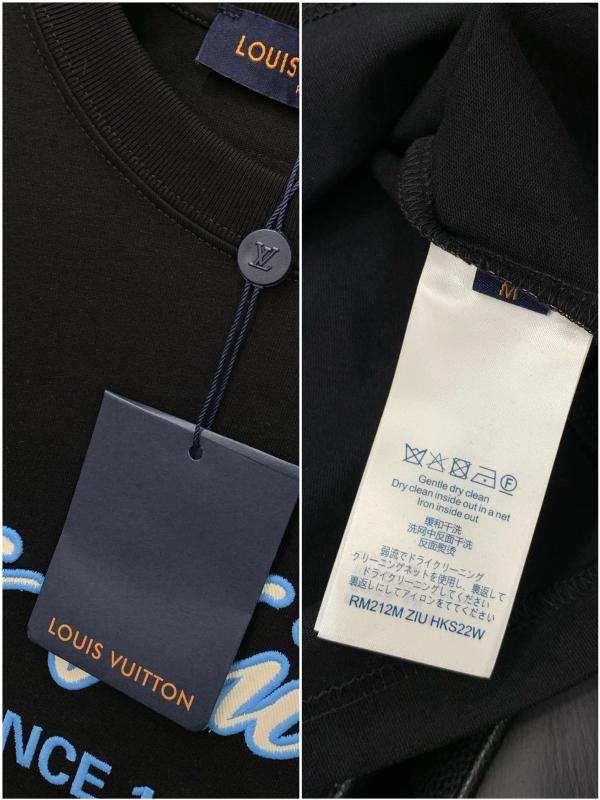 LOUIS
LV
LOUIS VUITTON
NCE 1
M
Gentle dry clean
Dry clean inside out in a net
Iron inside out
缓和干洗
洗网中反面干洗
反面熨烫
弱流でドライクリーニング
クリーニングネットを使用し、裏返して
ドライクリーニングしてください
裏返しにしてアイロンをててください
RM212M ZIU HKS22W